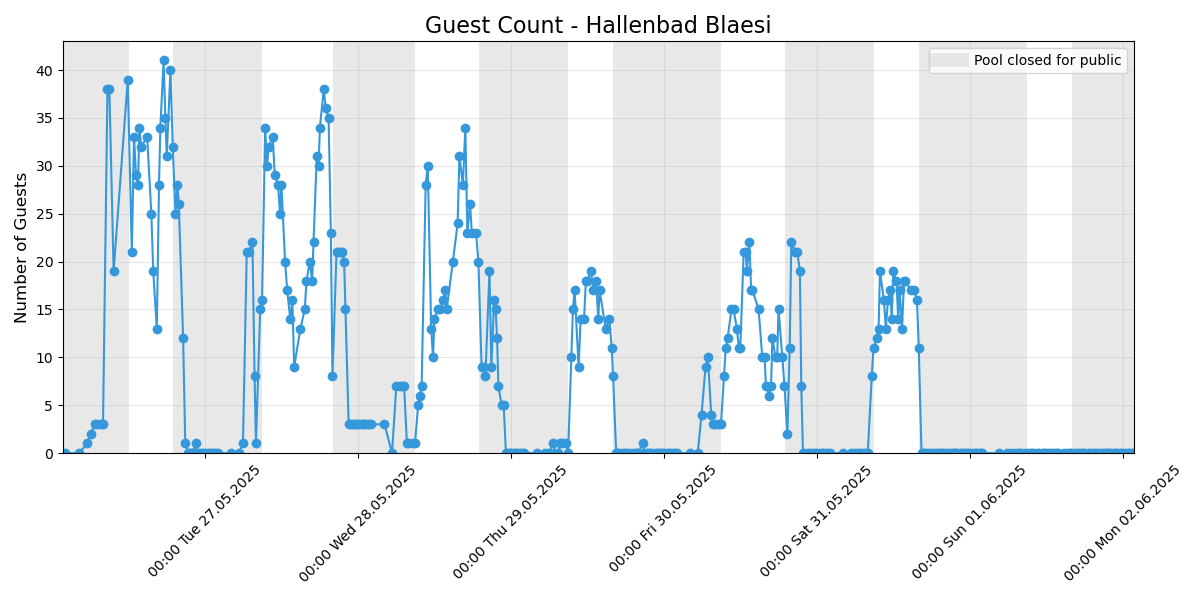 Guest Count - Hallenbad Blaesi
Pool closed for public
Number of Guests
40
35
30
25
20
15
10
5
0
00:00 Tue 27.05.2025
00:00 Wed 28.05.2025
00:00 Thu 29.05.2025
00:00 Fri 30.05.2025
00:00 Sat 31.05.2025
00:00 Sun 01.06.2025
00:00 Mon 02.06.2025